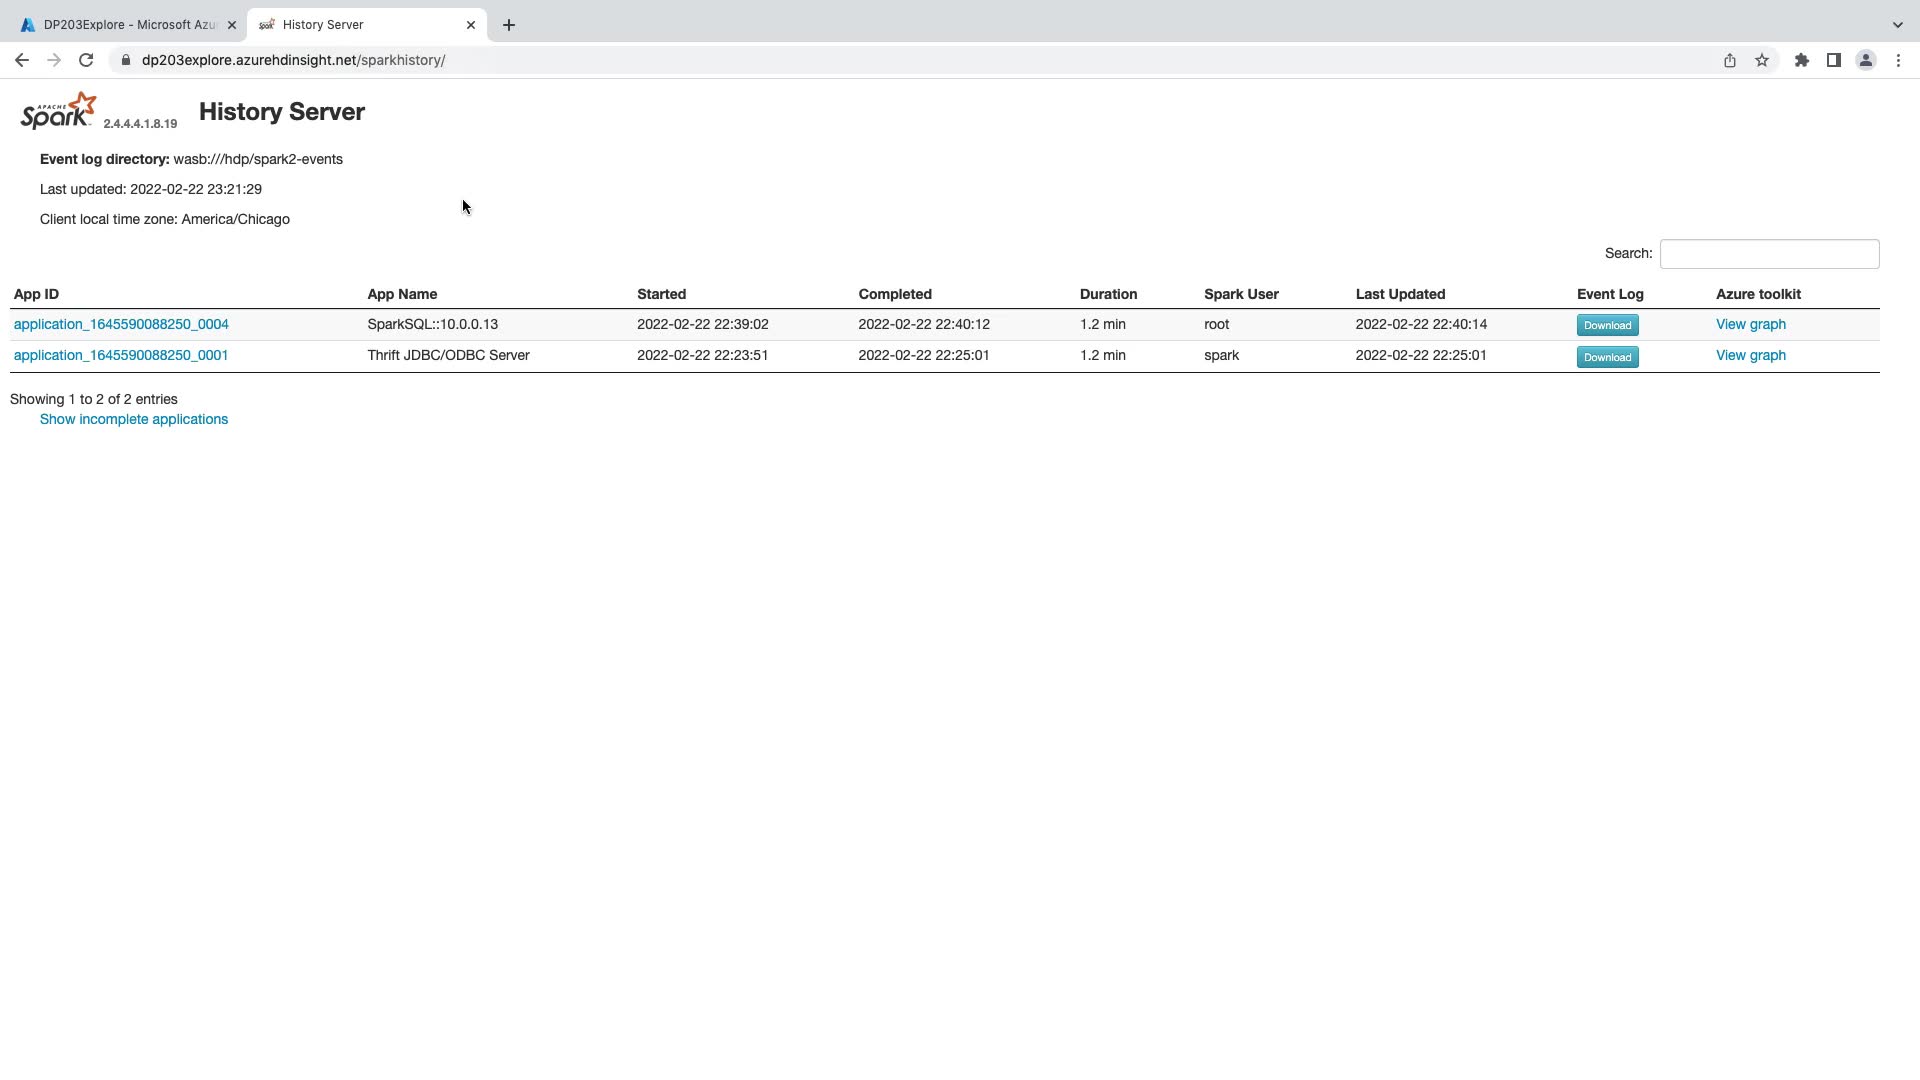 DP203Explore - Microsoft Azu
History Server
dp203explore.azurehdinsight.net/sparkhistory/
APACHE Spark 2.4.4.4.1.8.19 History Server
Event log directory: wasb:///hdp/spark2-events
Last updated: 2022-02-22 23:21:29
Client local time zone: America/Chicago
Search:
App ID App Name Started Completed Duration Spark User Last Updated Event Log Azure toolkit
application_1645590088250_0004 SparkSQL::10.0.0.13 2022-02-22 22:39:02 2022-02-22 22:40:12 1.2 min root 2022-02-22 22:40:14 Download View graph
application_1645590088250_0001 Thrift JDBC/ODBC Server 2022-02-22 22:23:51 2022-02-22 22:25:01 1.2 min spark 2022-02-22 22:25:01 Download View graph
Showing 1 to 2 of 2 entries
Show incomplete applications